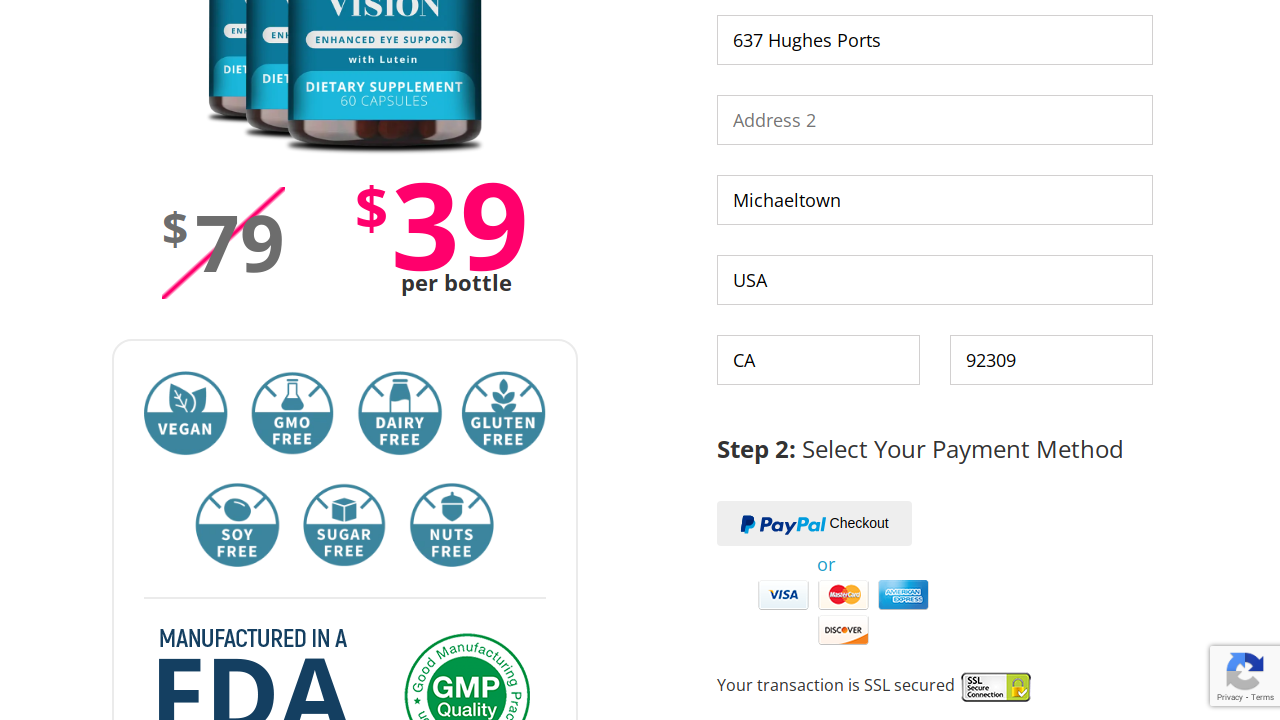 VISION
ENHANCED EYE SUPPORT
with Lutein
DIETARY SUPPLEMENT
60 CAPSULES
$79
$39
per bottle
VEGAN
GMO FREE
DAIRY FREE
GLUTEN FREE
SOY FREE
SUGAR FREE
NUTS FREE
MANUFACTURED IN A
FDA
GMP
Quality
637 Hughes Ports
Address 2
Michaeltown
USA
CA
92309
Step 2: Select Your Payment Method
PayPal Checkout
or
VISA
MasterCard
AMERICAN EXPRESS
DISCOVER
Your transaction is SSL secured
SSL
Secure
Connection
Privacy - Terms